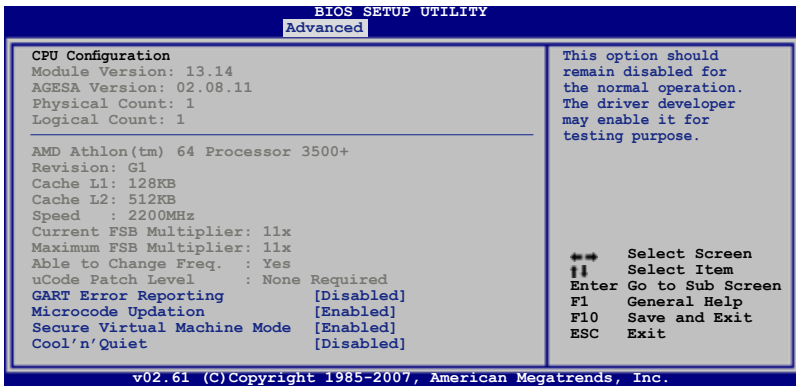 BIOS SETUP UTILITY
Advanced
CPU Configuration
Module Version: 13.14
AGESA Version: 02.08.11
Physical Count: 1
Logical Count: 1
AMD Athlon(tm) 64 Processor 3500+
Revision: G1
Cache L1: 128KB
Cache L2: 512KB
Speed : 2200MHz
Current FSB Multiplier: 11x
Maximum FSB Multiplier: 11x
Able to Change Freq. : Yes
uCode Patch Level : None Required
GART Error Reporting [Disabled]
Microcode Updation [Enabled]
Secure Virtual Machine Mode [Enabled]
Cool'n'Quiet [Disabled]
This option should
remain disabled for
the normal operation.
The driver developer
may enable it for
testing purpose.
←→ Select Screen
↑↓ Select Item
Enter Go to Sub Screen
F1 General Help
F10 Save and Exit
ESC Exit
v02.61 (C)Copyright 1985-2007, American Megatrends, Inc.